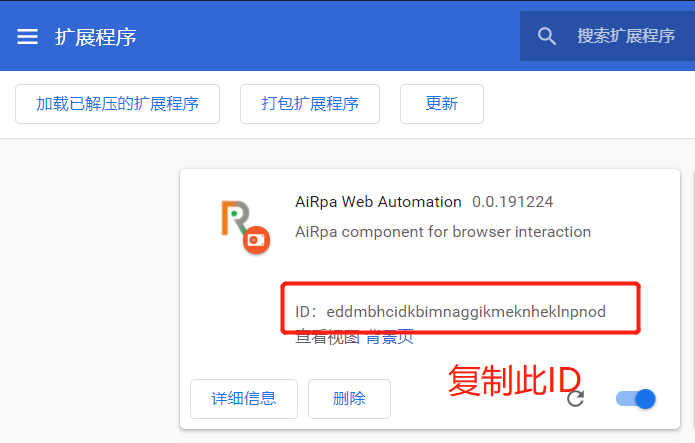 扩展程序
搜索扩展程序
加载已解压的扩展程序
打包扩展程序
更新
AiRpa Web Automation 0.0.191224
AiRpa component for browser interaction
ID：eddmbhcidkbimnaggikmeknheklnpnod
查看视图 背景页
复制此ID
详细信息
删除